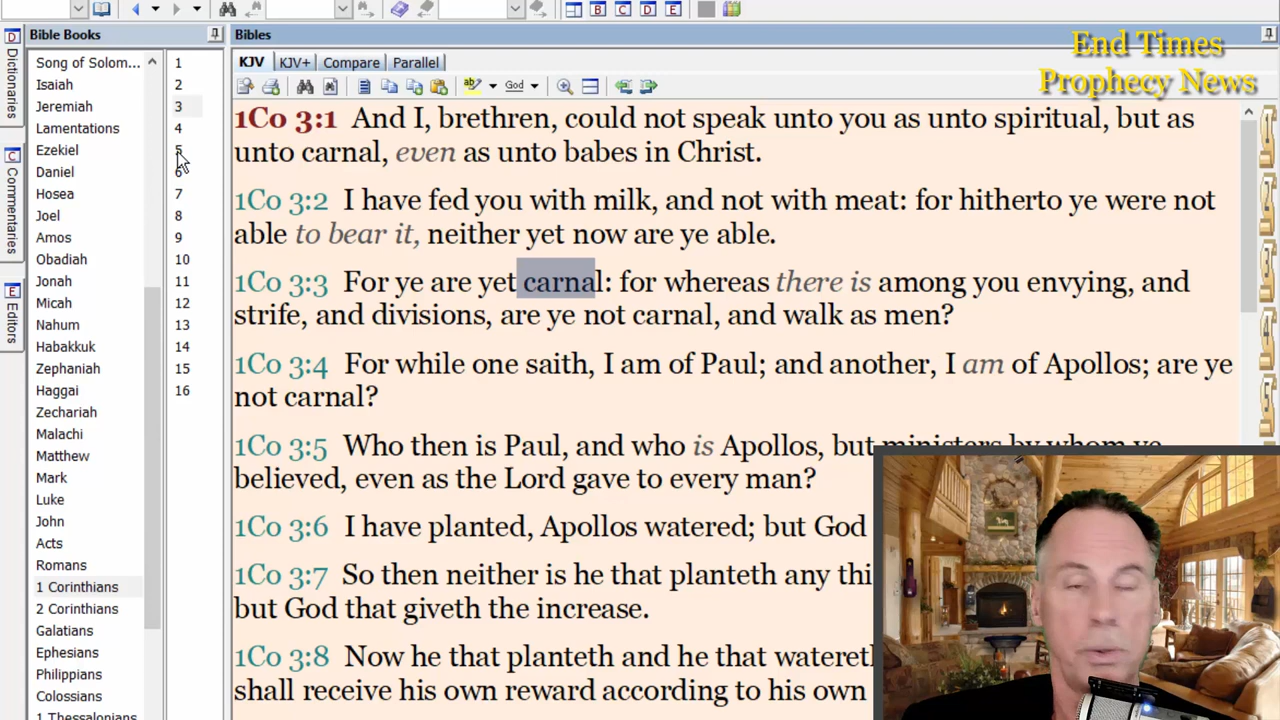 Bible Books
Bibles
End Times
Prophecy News
D
Dictionaries
C
Commentaries
E
Editors
B C D E
KJV KJV+ Compare Parallel
God
Song of Solom...
Isaiah
Jeremiah
Lamentations
Ezekiel
Daniel
Hosea
Joel
Amos
Obadiah
Jonah
Micah
Nahum
Habakkuk
Zephaniah
Haggai
Zechariah
Malachi
Matthew
Mark
Luke
John
Acts
Romans
1 Corinthians
2 Corinthians
Galatians
Ephesians
Philippians
Colossians
1 Thessalonians
1
2
3
4
5
6
7
8
9
10
11
12
13
14
15
16
1Co 3:1 And I, brethren, could not speak unto you as unto spiritual, but as
unto carnal, even as unto babes in Christ.
1Co 3:2 I have fed you with milk, and not with meat: for hitherto ye were not
able to bear it, neither yet now are ye able.
1Co 3:3 For ye are yet carnal: for whereas there is among you envying, and
strife, and divisions, are ye not carnal, and walk as men?
1Co 3:4 For while one saith, I am of Paul; and another, I am of Apollos; are ye
not carnal?
1Co 3:5 Who then is Paul, and who is Apollos, but ministers by whom ye
believed, even as the Lord gave to every man?
1Co 3:6 I have planted, Apollos watered; but God
1Co 3:7 So then neither is he that planteth any thi
but God that giveth the increase.
1Co 3:8 Now he that planteth and he that watereth
shall receive his own reward according to his own